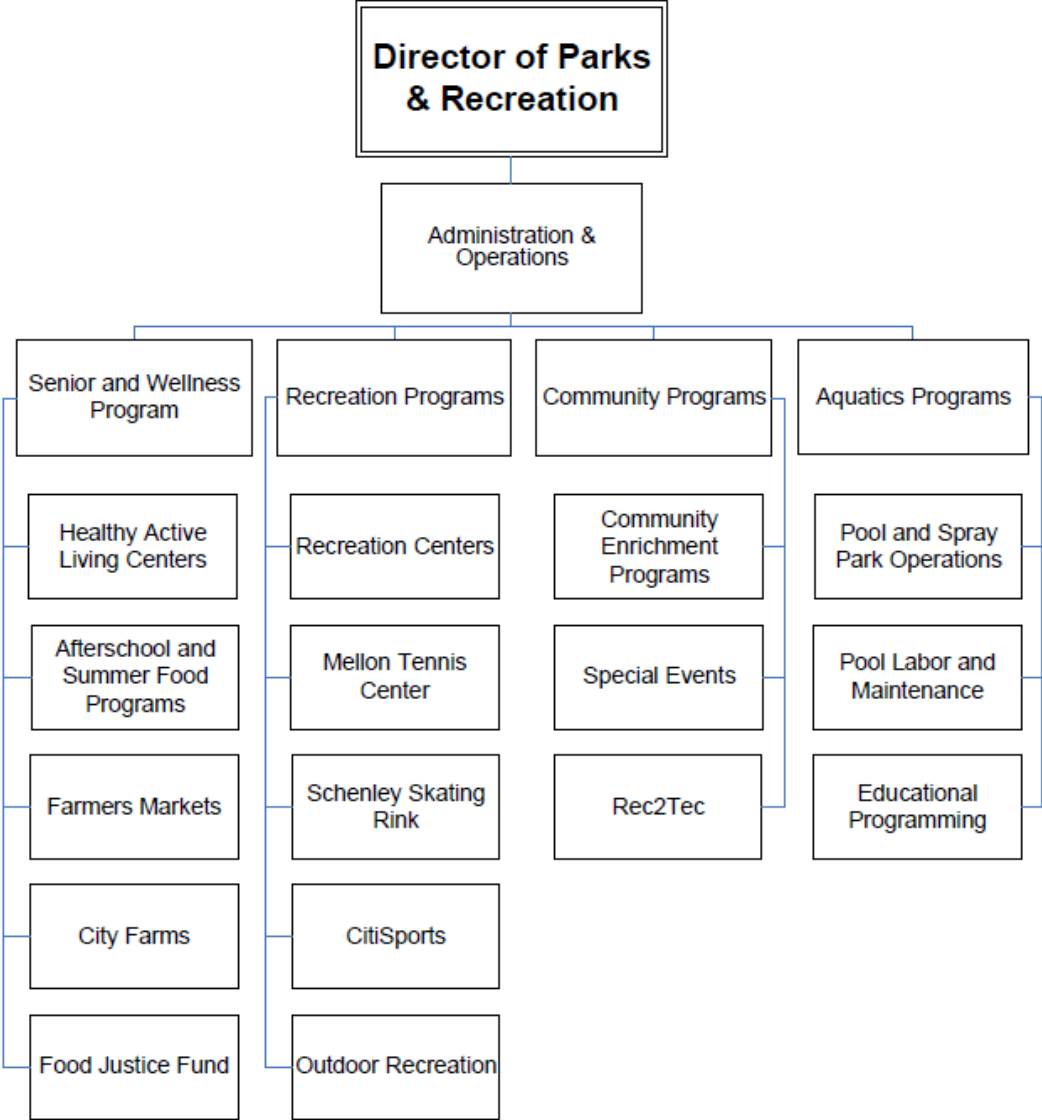 Director of Parks
& Recreation
Administration &
Operations
Senior and Wellness
Program
Recreation Programs
Community Programs
Aquatics Programs
Healthy Active
Living Centers
Recreation Centers
Community
Enrichment
Programs
Pool and Spray
Park Operations
Afterschool and
Summer Food
Programs
Mellon Tennis
Center
Special Events
Pool Labor and
Maintenance
Farmers Markets
Schenley Skating
Rink
Rec2Tec
Educational
Programming
City Farms
CitiSports
Food Justice Fund
Outdoor Recreation